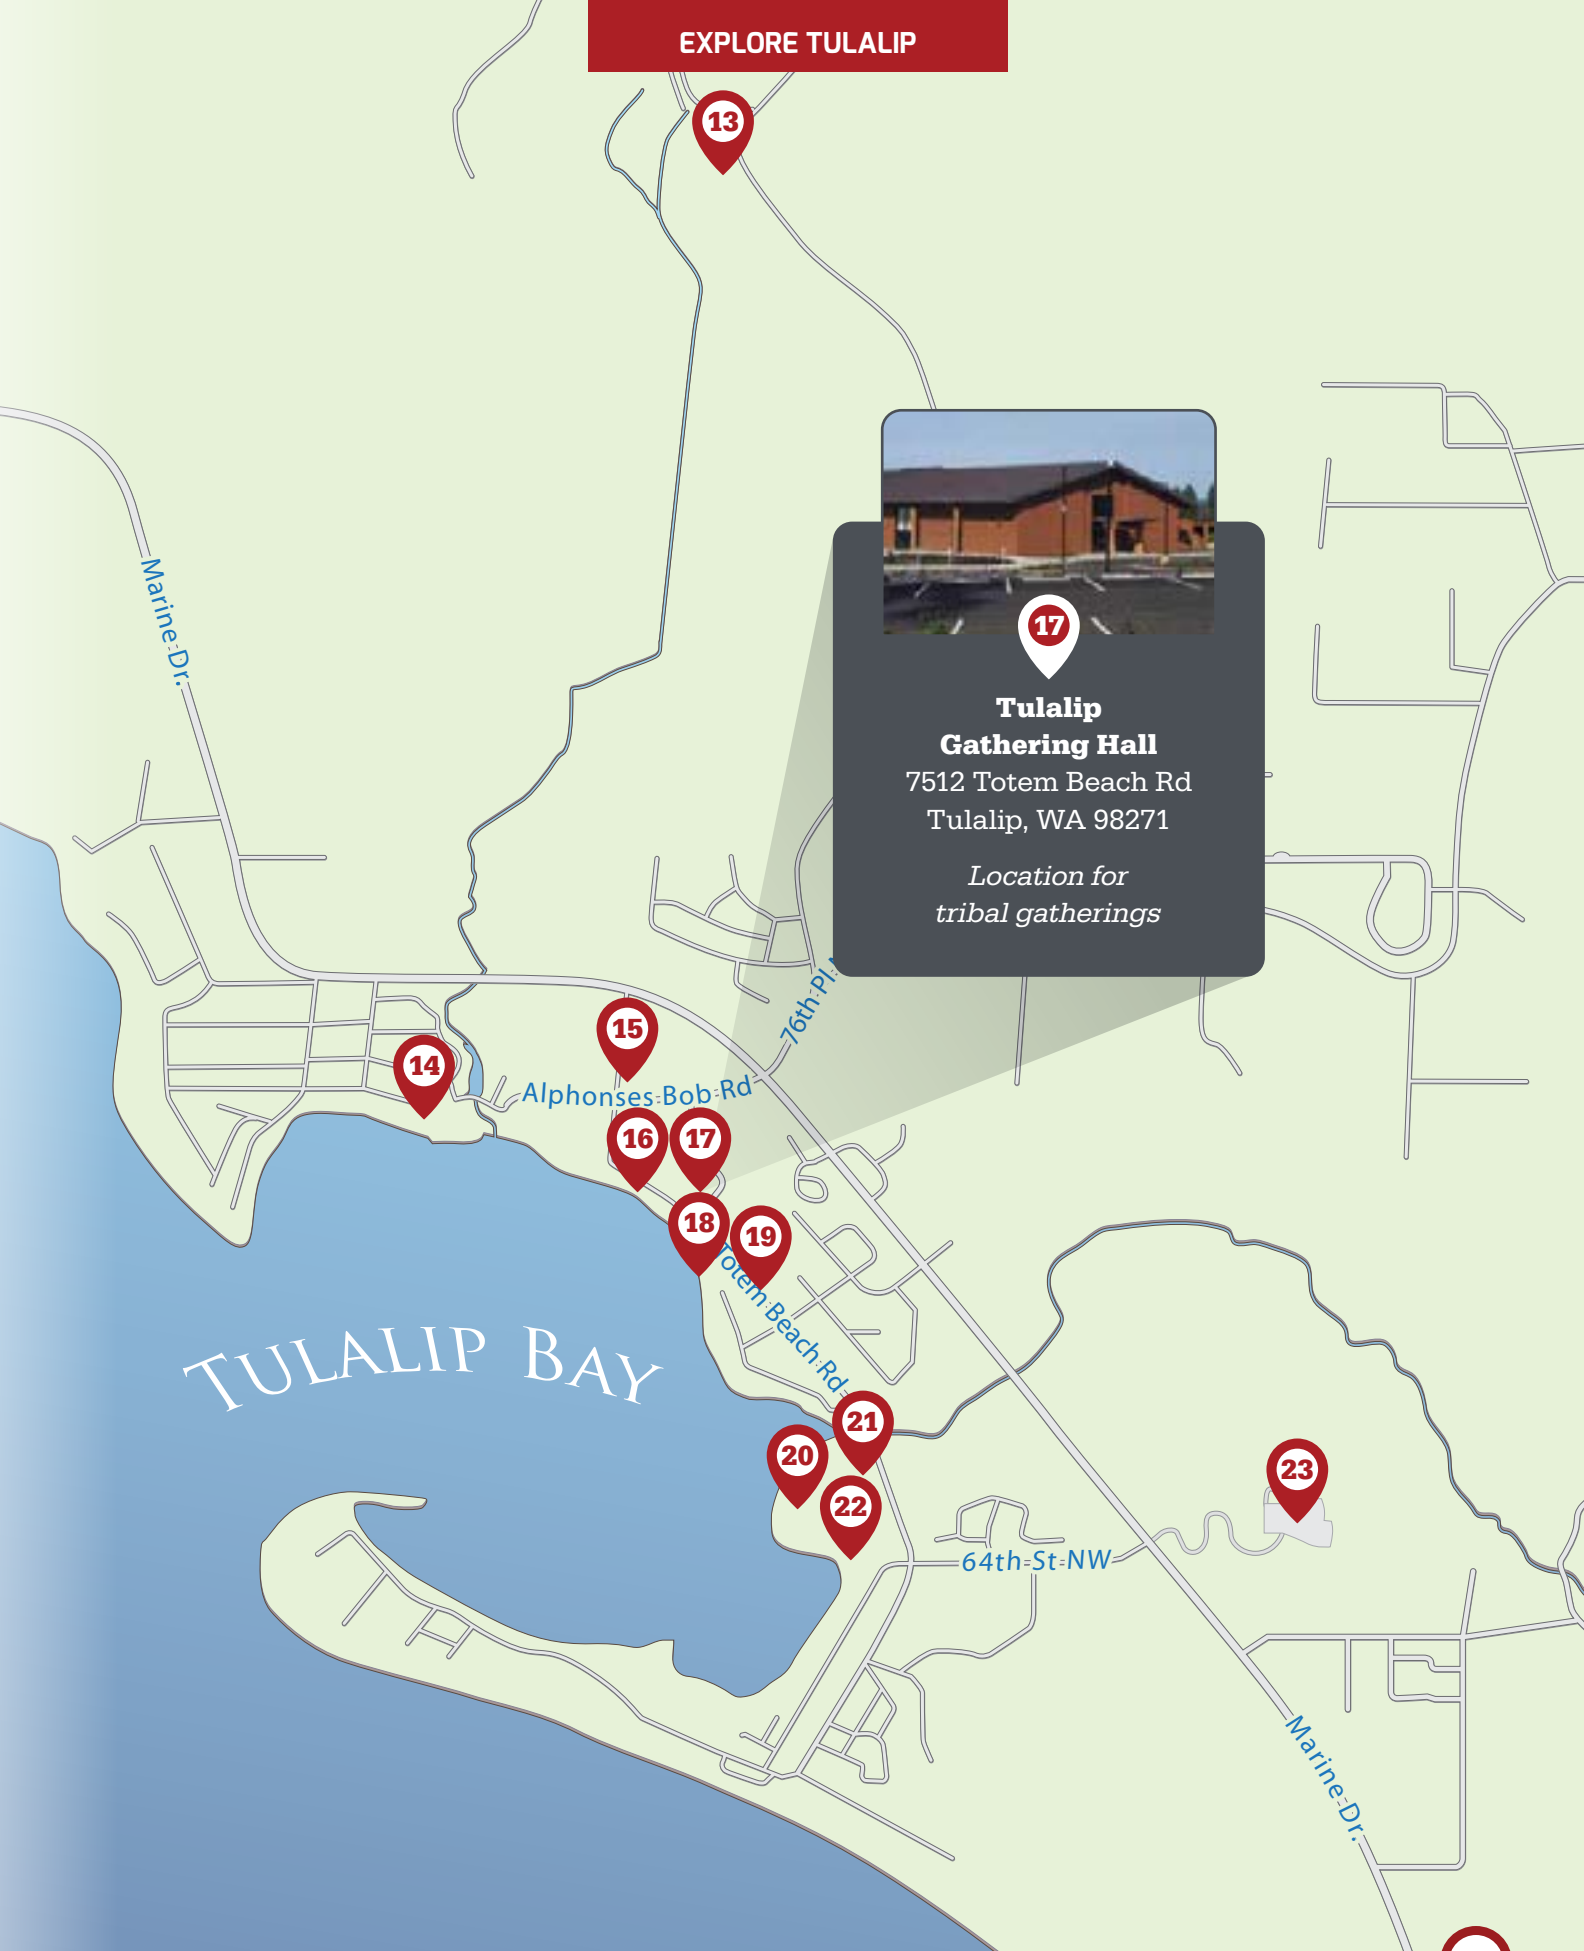 EXPLORE TULALIP
13
Marine Dr.
17
Tulalip
Gathering Hall
7512 Totem Beach Rd
Tulalip, WA 98271
Location for
tribal gatherings
76th Pl
15
14
Alphonses Bob Rd
16
17
18
19
Totem Beach Rd
TULALIP BAY
21
20
22
23
64th St NW
Marine Dr.